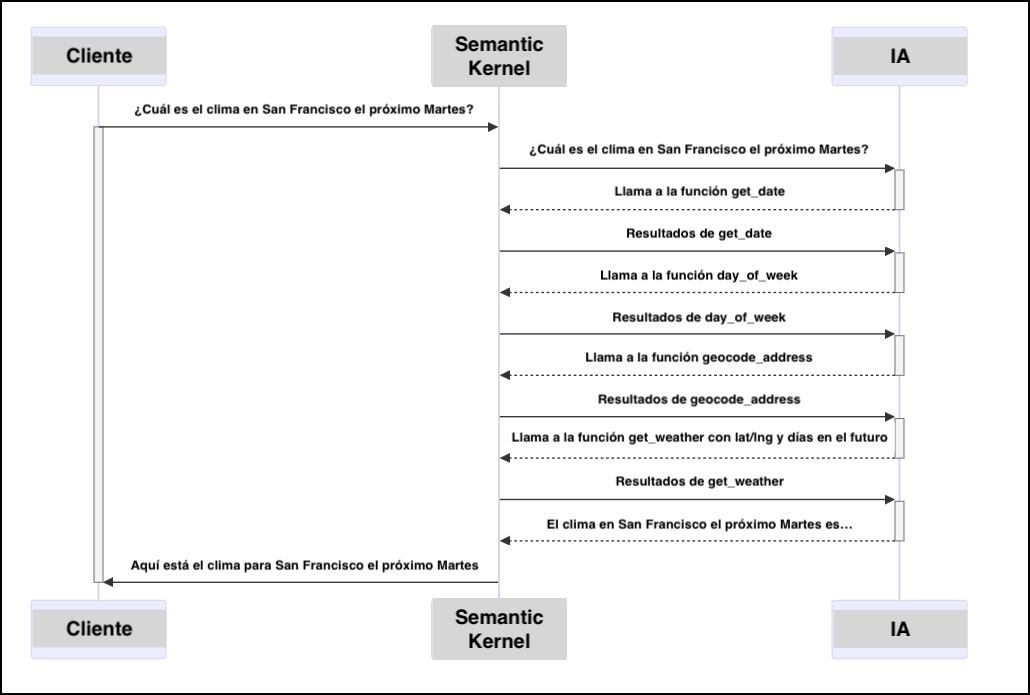 Cliente
Semantic
Kernel
IA
¿Cuál es el clima en San Francisco el próximo Martes?
¿Cuál es el clima en San Francisco el próximo Martes?
Llama a la función get_date
Resultados de get_date
Llama a la función day_of_week
Resultados de day_of_week
Llama a la función geocode_address
Resultados de geocode_address
Llama a la función get_weather con lat/lng y días en el futuro
Resultados de get_weather
El clima en San Francisco el próximo Martes es...
Aquí está el clima para San Francisco el próximo Martes
Cliente
Semantic
Kernel
IA